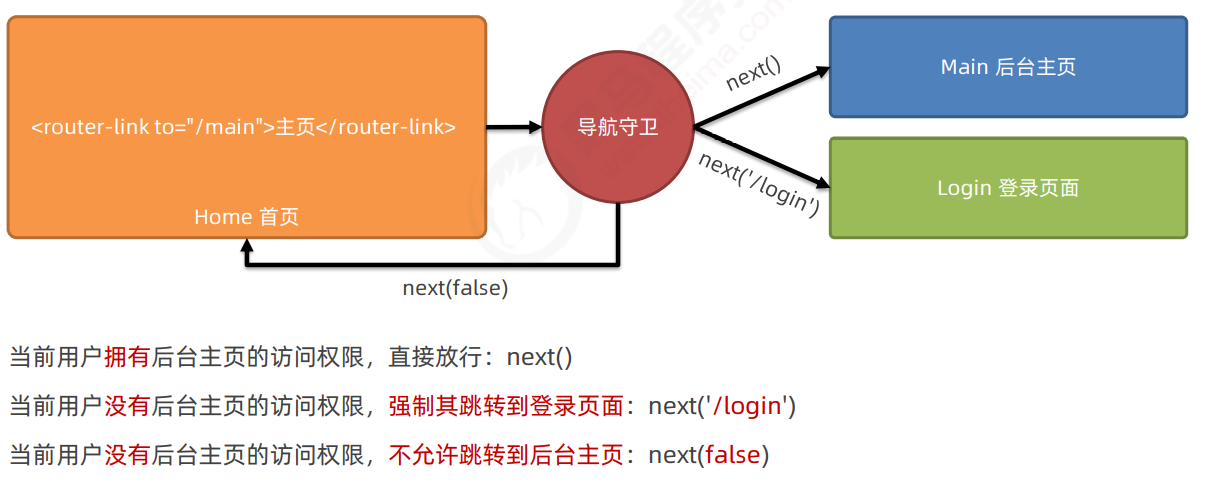 <router-link to="/main">主页</router-link>
Home 首页
导航守卫
next()
Main 后台主页
next('/login')
Login 登录页面
next(false)
当前用户拥有后台主页的访问权限，直接放行：next()
当前用户没有后台主页的访问权限，强制其跳转到登录页面：next('/login')
当前用户没有后台主页的访问权限，不允许跳转到后台主页：next(false)